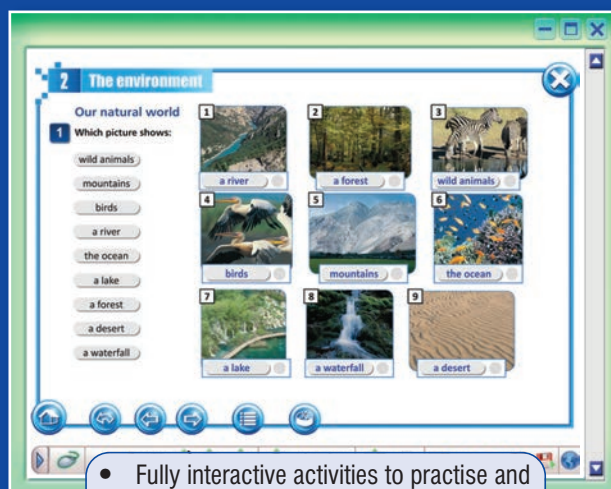 2 The environment
Our natural world
1 Which picture shows:
wild animals
mountains
birds
a river
the ocean
a lake
a forest
a desert
a waterfall
1
a river
2
a forest
3
wild animals
4
birds
5
mountains
6
the ocean
7
a lake
8
a waterfall
9
a desert
• Fully interactive activities to practise and